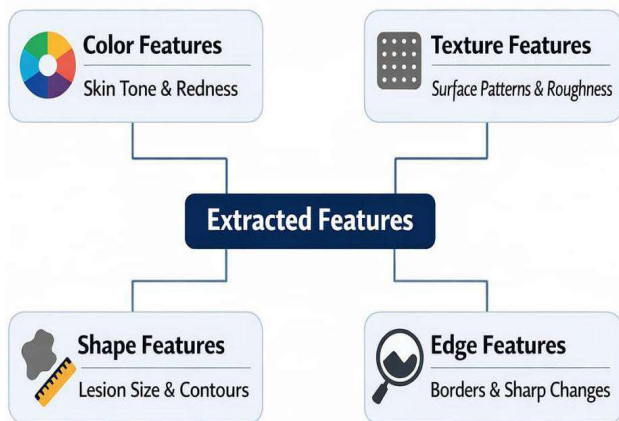 Color Features
Skin Tone & Redness
Texture Features
Surface Patterns & Roughness
Extracted Features
Shape Features
Lesion Size & Contours
Edge Features
Borders & Sharp Changes